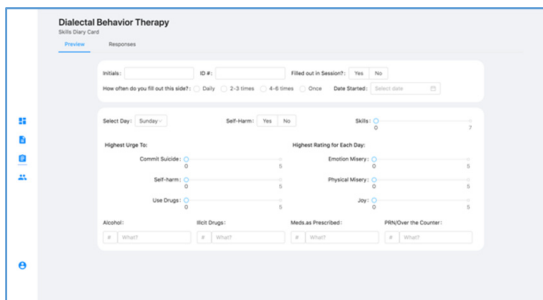 Dialectal Behavior Therapy
Skills Diary Card
Preview Responses
Initials: ID #: Filled out in Session?: Yes No
How often do you fill out this side?: Daily 2-3 times 4-6 times Once Date Started: Select date
Select Day: Sunday Self-Harm: Yes No Skills:
0 7
Highest Urge To: Highest Rating for Each Day:
Commit Suicide: Emotion Misery:
0 5 0 5
Self-harm: Physical Misery:
0 5 0 5
Use Drugs: Joy:
0 5 0 5
Alcohol: Illicit Drugs: Meds.as Prescribed: PRN/Over the Counter:
# What? # What? # What? # What?